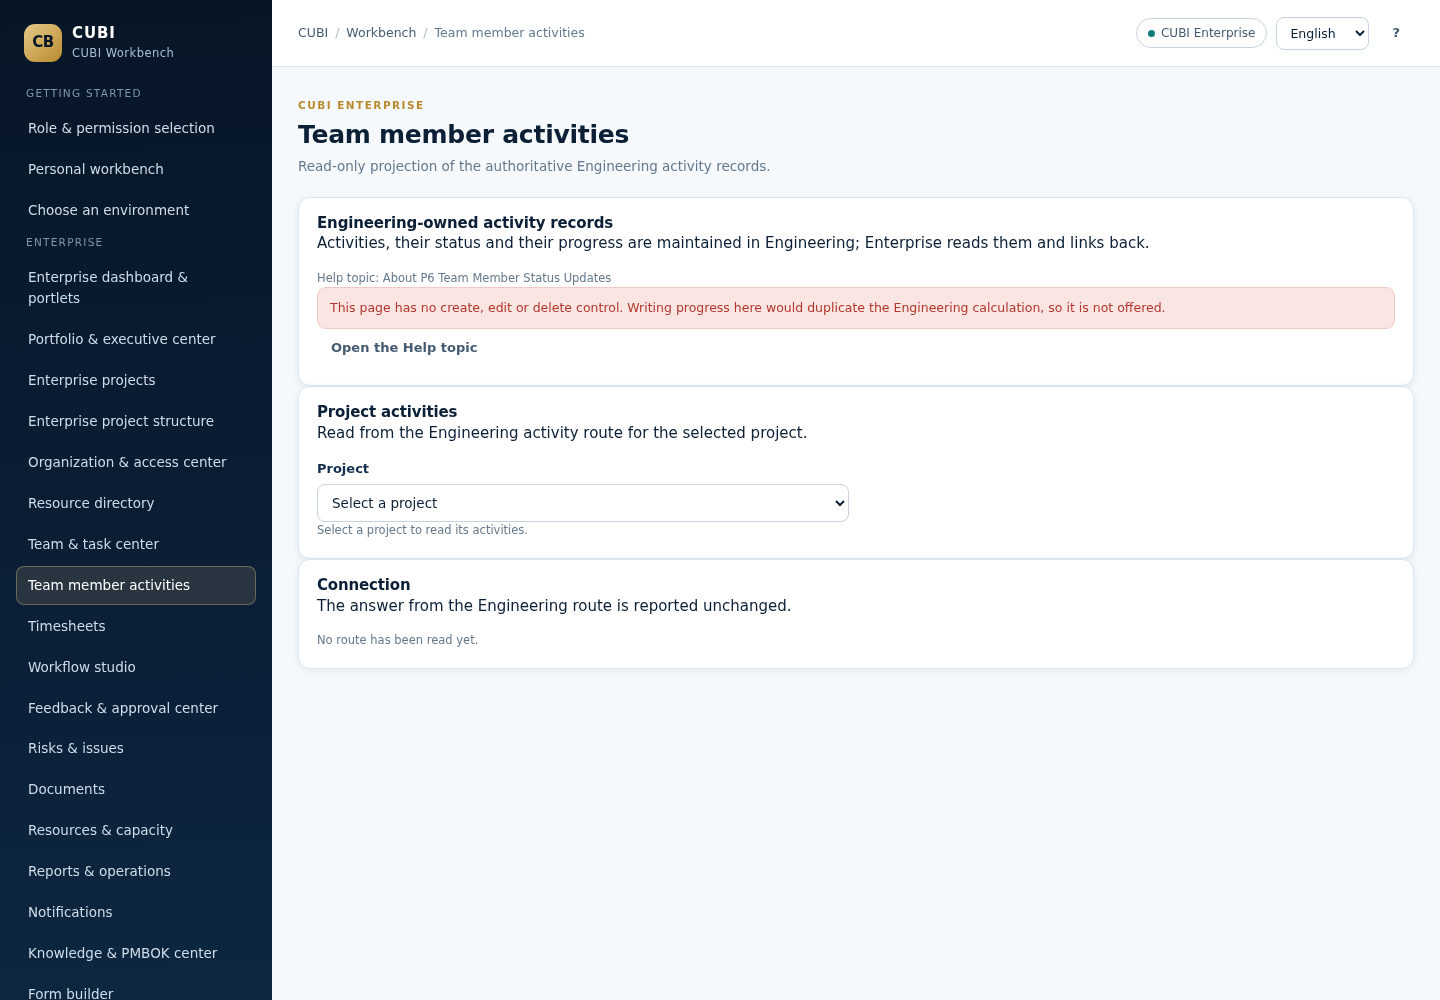 CB
CUBI
CUBI Workbench
GETTING STARTED
Role & permission selection
Personal workbench
Choose an environment
ENTERPRISE
Enterprise dashboard &
portlets
Portfolio & executive center
Enterprise projects
Enterprise project structure
Organization & access center
Resource directory
Team & task center
Team member activities
Timesheets
Workflow studio
Feedback & approval center
Risks & issues
Documents
Resources & capacity
Reports & operations
Notifications
Knowledge & PMBOK center
Form builder
CUBI / Workbench / Team member activities
CUBI Enterprise
English
?
CUBI ENTERPRISE
Team member activities
Read-only projection of the authoritative Engineering activity records.
Engineering-owned activity records
Activities, their status and their progress are maintained in Engineering; Enterprise reads them and links back.
Help topic: About P6 Team Member Status Updates
This page has no create, edit or delete control. Writing progress here would duplicate the Engineering calculation, so it is not offered.
Open the Help topic
Project activities
Read from the Engineering activity route for the selected project.
Project
Select a project
Select a project to read its activities.
Connection
The answer from the Engineering route is reported unchanged.
No route has been read yet.